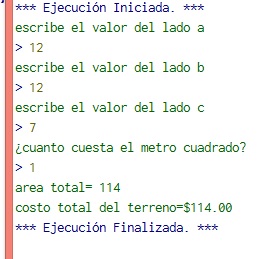 *** Ejecución Iniciada. ***
escribe el valor del lado a
> 12
escribe el valor del lado b
> 12
escribe el valor del lado c
> 7
¿cuanto cuesta el metro cuadrado?
> 1
area total= 114
costo total del terreno=$114.00
*** Ejecución Finalizada. ***